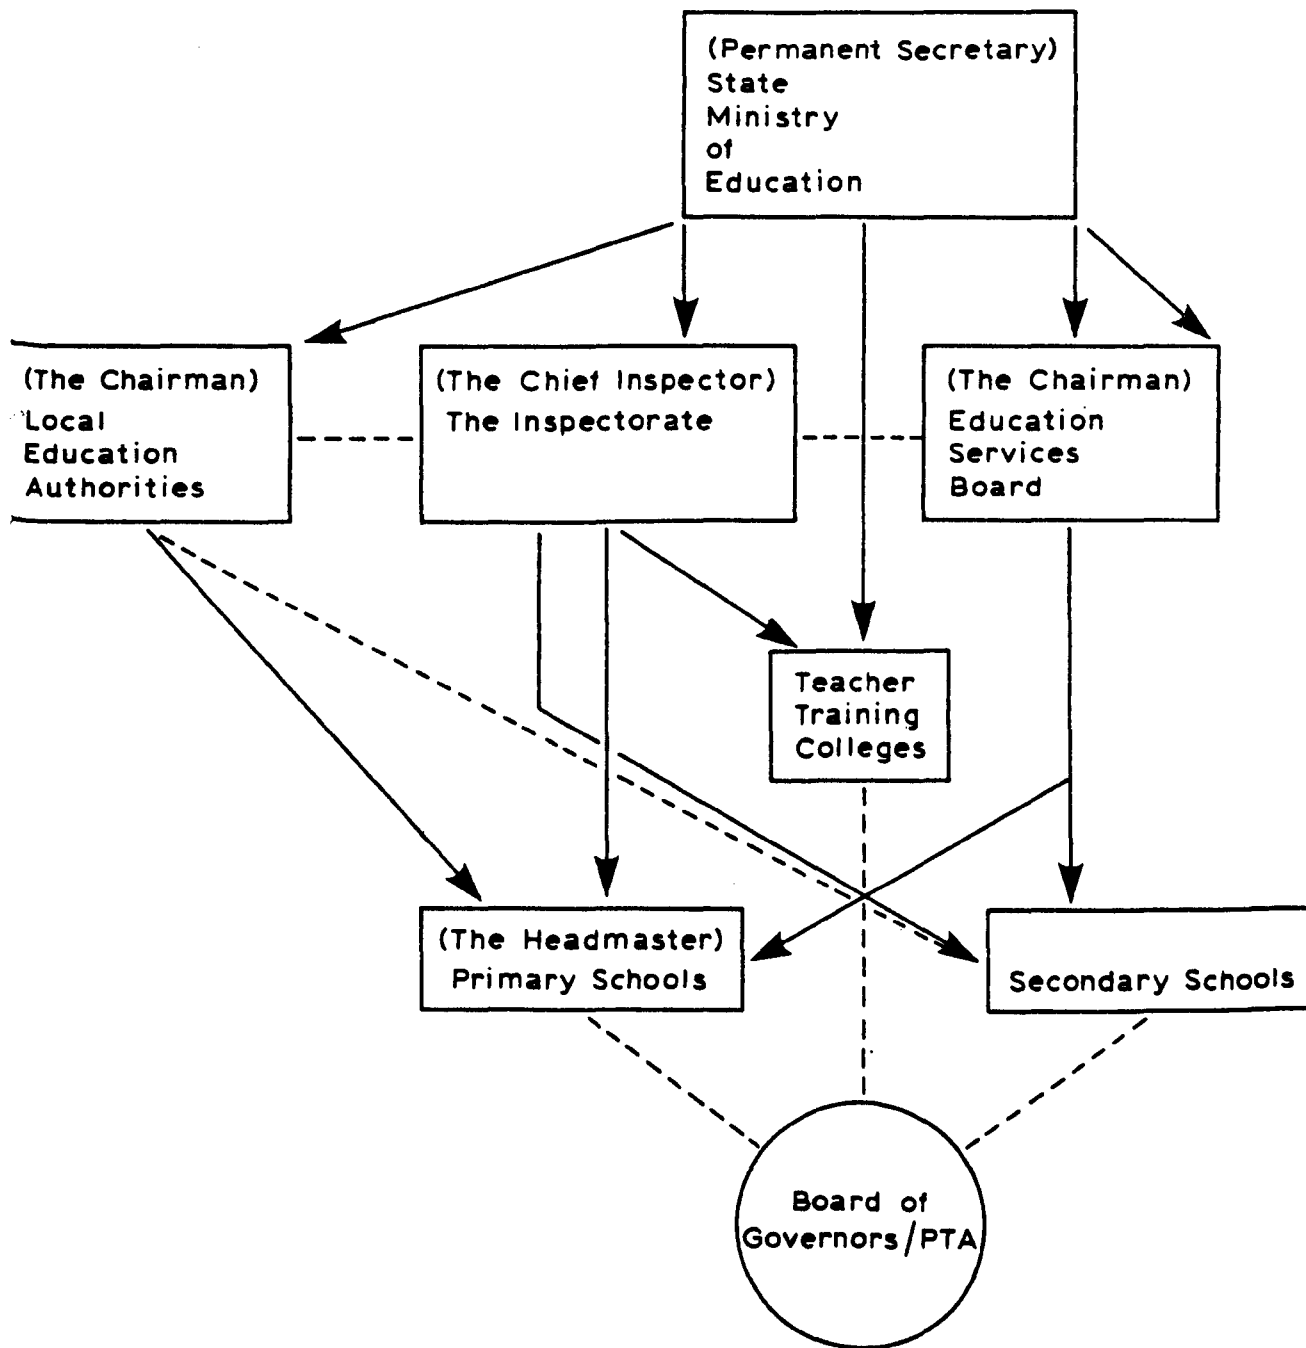 (Permanent Secretary)
State
Ministry
of
Education
(The Chairman)
Local
Education
Authorities
(The Chief Inspector)
The Inspectorate
(The Chairman)
Education
Services
Board
Teacher
Training
Colleges
(The Headmaster)
Primary Schools
Secondary Schools
Board of
Governors/PTA